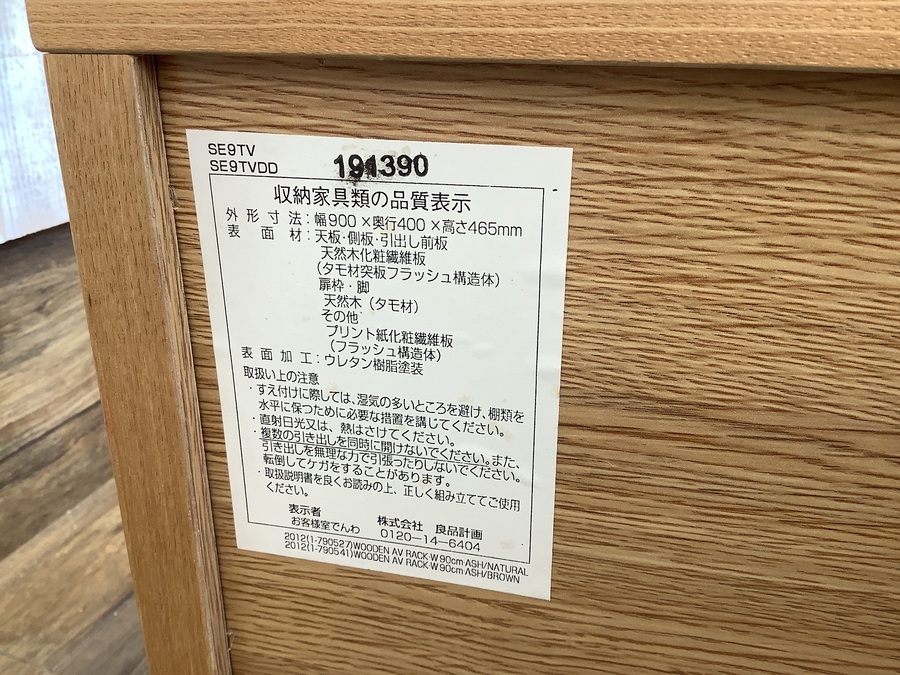 SE9TV
SE9TVDD
191390
収納家具類の品質表示
外形寸法：幅900×奥行400×高さ465mm
表面材：天板・側板・引出し前板
天然木化粧繊維板
（タモ材突板フラッシュ構造体）
扉枠・脚
天然木（タモ材）
その他
プリント紙化粧繊維板
（フラッシュ構造体）
表面加工：ウレタン樹脂塗装
取扱い上の注意
・すえ付けに際しては、湿気の多いところを避け、棚類を
水平に保つために必要な措置を講じてください。
・直射日光又は、熱はさけてください。
・複数の引き出しを同時に開けないでください。また、
引き出しを無理な力で引張ったりしないでください。
転倒してケガをすることがあります。
・取扱説明書を良くお読みの上、正しく組み立ててご使用
ください。
表示者 株式会社 良品計画
お客様室でんわ 0120-14-6404
2012(1-790527)WOODEN AV RACK･W 90cm ASH/NATURAL
2012(1-790541)WOODEN AV RACK･W 90cm ASH/BROWN